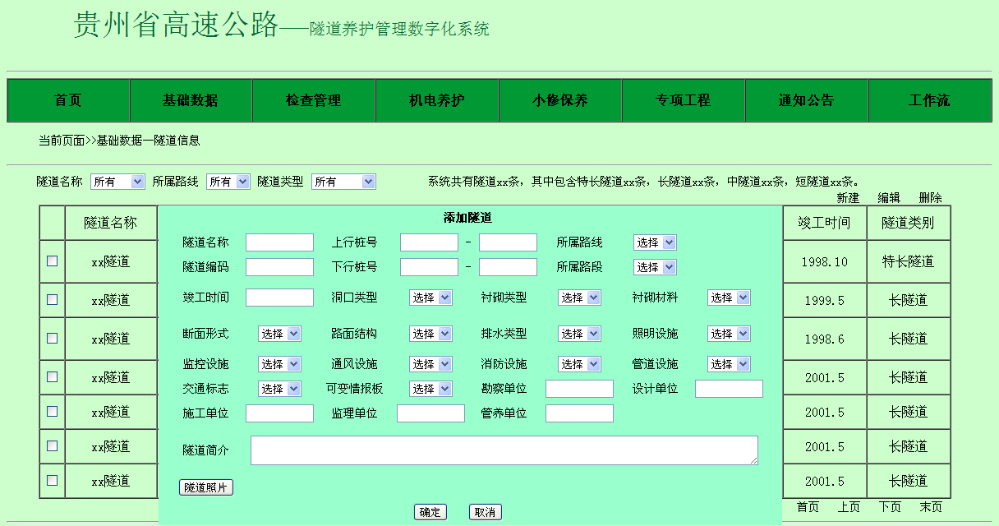 贵州省高速公路——隧道养护管理数字化系统
首页 基础数据 检查管理 机电养护 小修保养 专项工程 通知公告 工作流
当前页面>>基础数据—隧道信息
隧道名称 所有 所属路线 所有 隧道类型 所有 系统共有隧道xx条，其中包含特长隧道xx条，长隧道xx条，中隧道xx条，短隧道xx条。
新建 编辑 删除
隧道名称 竣工时间 隧道类别
xx隧道 1998.10 特长隧道
xx隧道 1999.5 长隧道
xx隧道 1998.6 长隧道
xx隧道 2001.5 长隧道
xx隧道 2001.5 长隧道
xx隧道 2001.5 长隧道
xx隧道 2001.5 长隧道
添加隧道
隧道名称 上行桩号 - 所属路线 选择
隧道编码 下行桩号 - 所属路段 选择
竣工时间 洞口类型 选择 衬砌类型 选择 衬砌材料 选择
断面形式 选择 路面结构 选择 排水类型 选择 照明设施 选择
监控设施 选择 通风设施 选择 消防设施 选择 管道设施 选择
交通标志 选择 可变情报板 选择 勘察单位 设计单位
施工单位 监理单位 管养单位
隧道简介
隧道照片
确定 取消
首页 上页 下页 末页